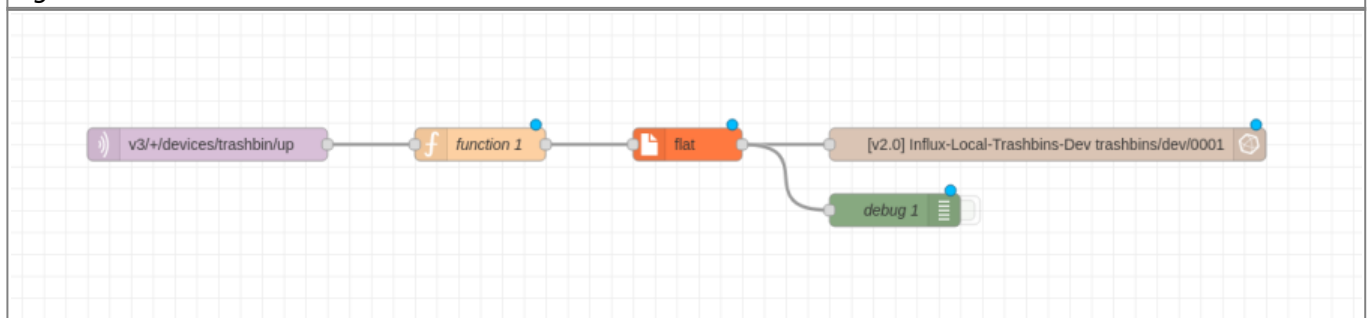 v3/+/devices/trashbin/up
function 1
flat
[v2.0] Influx-Local-Trashbins-Dev trashbins/dev/0001
debug 1